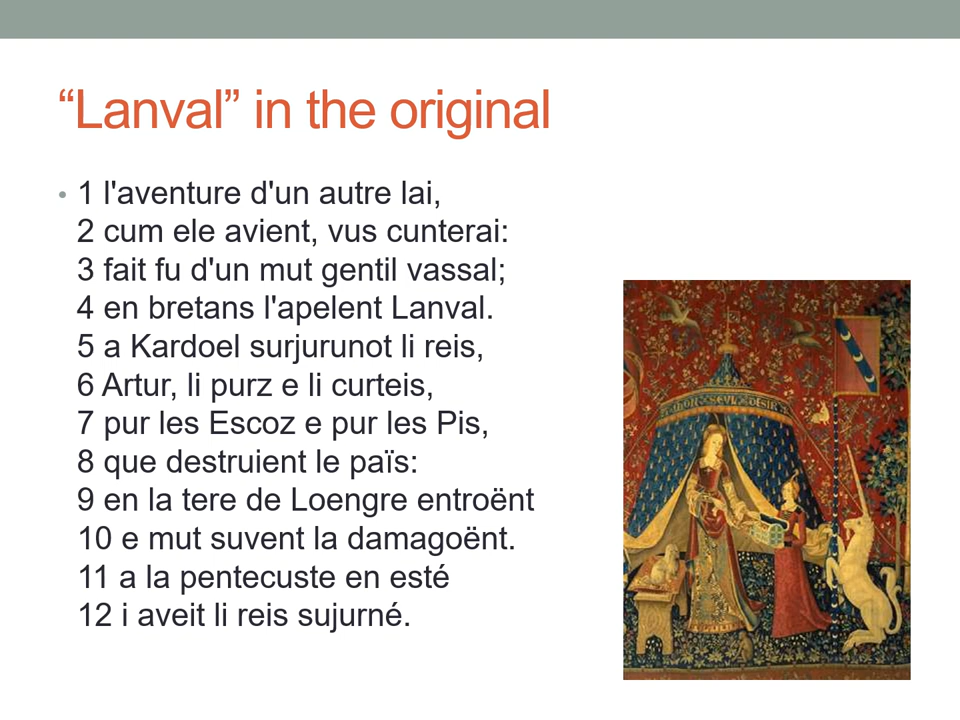 “Lanval” in the original
• 1 l'aventure d'un autre lai,
2 cum ele avient, vus cunterai:
3 fait fu d'un mut gentil vassal;
4 en bretans l'apelent Lanval.
5 a Kardoel surjurunot li reis,
6 Artur, li purz e li curteis,
7 pur les Escoz e pur les Pis,
8 que destruient le païs:
9 en la tere de Loengre entroënt
10 e mut suvent la damagoënt.
11 a la pentecuste en esté
12 i aveit li reis sujurné.
MON SEVL DESIR